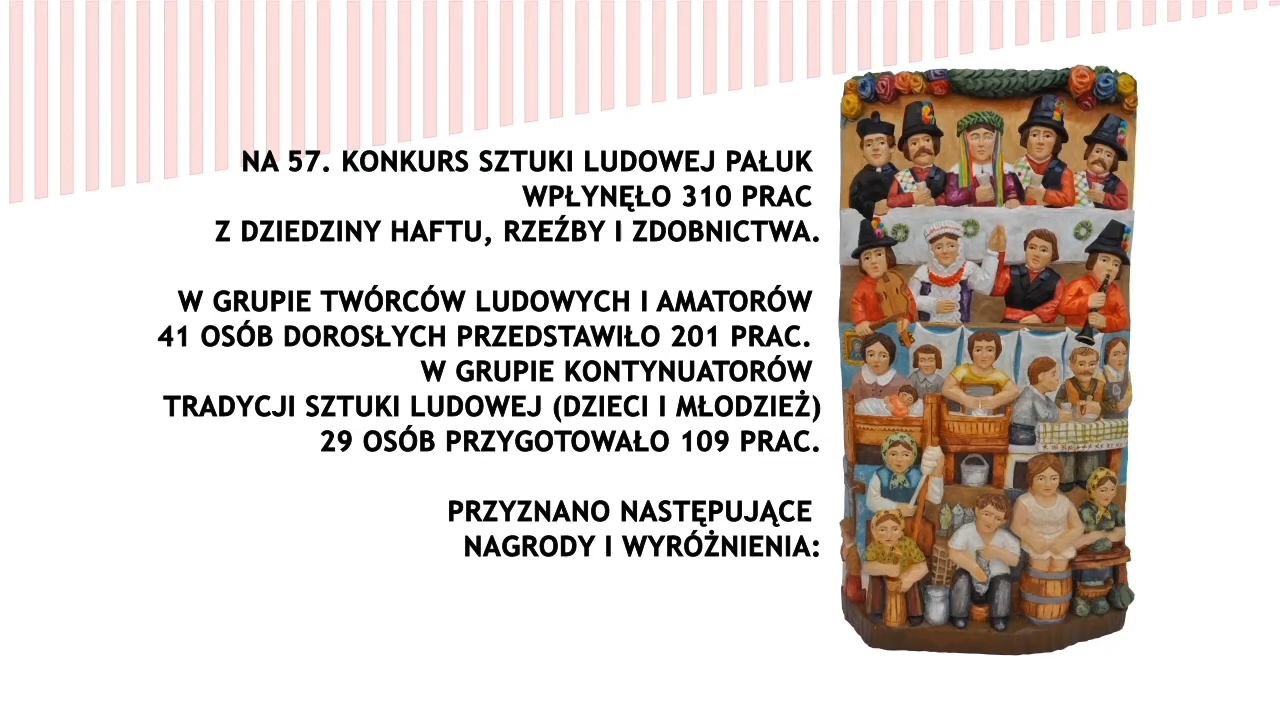 NA 57. KONKURS SZTUKI LUDOWEJ PAŁUK
WPŁYNĘŁO 310 PRAC
Z DZIEDZINY HAFTU, RZEŹBY I ZDOBNICTWA.
W GRUPIE TWÓRCÓW LUDOWYCH I AMATORÓW
41 OSÓB DOROSŁYCH PRZEDSTAWIŁO 201 PRAC.
W GRUPIE KONTYNUATORÓW
TRADYCJI SZTUKI LUDOWEJ (DZIECI I MŁODZIEŻ)
29 OSÓB PRZYGOTOWAŁO 109 PRAC.
PRZYZNANO NASTĘPUJĄCE
NAGRODY I WYRÓŻNIENIA: